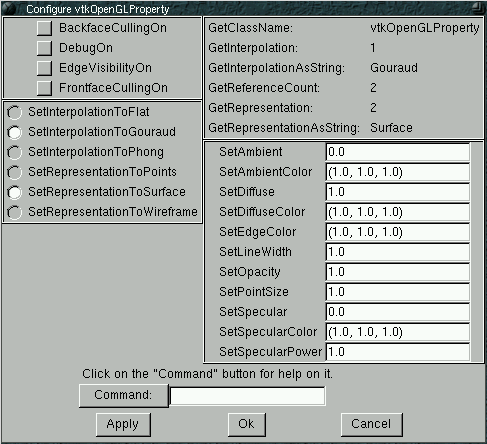 Configure vtkOpenGLProperty
BackfaceCullingOn
DebugOn
EdgeVisibilityOn
FrontfaceCullingOn
SetInterpolationToFlat
SetInterpolationToGouraud
SetInterpolationToPhong
SetRepresentationToPoints
SetRepresentationToSurface
SetRepresentationToWireframe
GetClassName: vtkOpenGLProperty
GetInterpolation: 1
GetInterpolationAsString: Gouraud
GetReferenceCount: 2
GetRepresentation: 2
GetRepresentationAsString: Surface
SetAmbient 0.0
SetAmbientColor (1.0, 1.0, 1.0)
SetDiffuse 1.0
SetDiffuseColor (1.0, 1.0, 1.0)
SetEdgeColor (1.0, 1.0, 1.0)
SetLineWidth 1.0
SetOpacity 1.0
SetPointSize 1.0
SetSpecular 0.0
SetSpecularColor (1.0, 1.0, 1.0)
SetSpecularPower 1.0
Click on the "Command" button for help on it.
Command:
Apply Ok Cancel